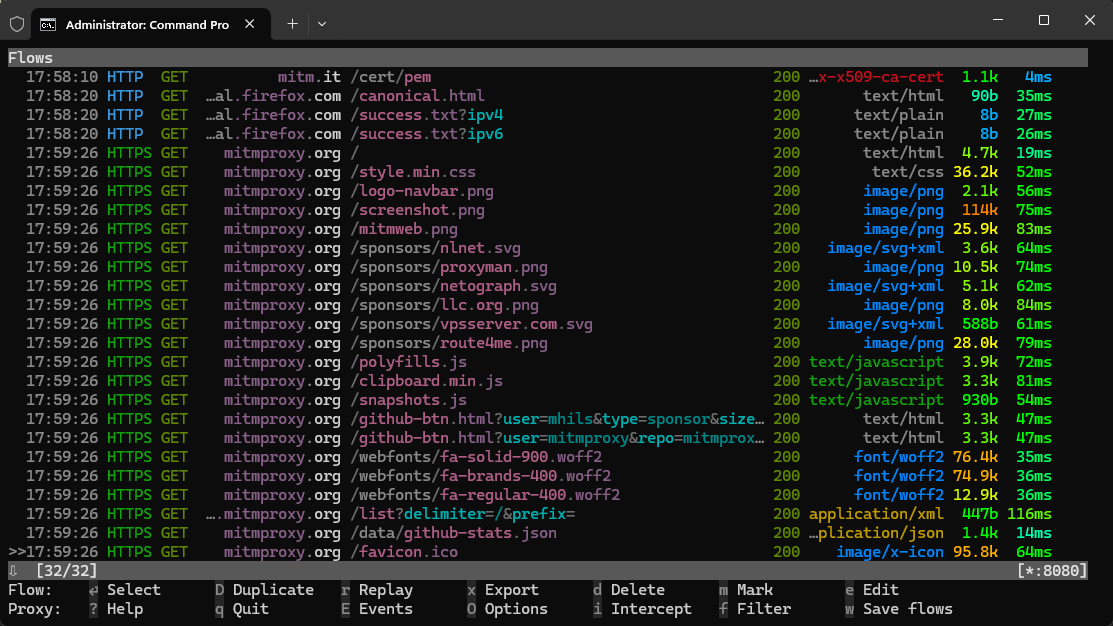 Administrator: Command Pro
Flows
17:58:10 HTTP GET mitm.it /cert/pem 200 …x-x509-ca-cert 1.1k 4ms
17:58:20 HTTP GET …al.firefox.com /canonical.html 200 text/html 90b 35ms
17:58:20 HTTP GET …al.firefox.com /success.txt?ipv4 200 text/plain 8b 27ms
17:58:20 HTTP GET …al.firefox.com /success.txt?ipv6 200 text/plain 8b 26ms
17:59:26 HTTPS GET mitmproxy.org / 200 text/html 4.7k 19ms
17:59:26 HTTPS GET mitmproxy.org /style.min.css 200 text/css 36.2k 52ms
17:59:26 HTTPS GET mitmproxy.org /logo-navbar.png 200 image/png 2.1k 56ms
17:59:26 HTTPS GET mitmproxy.org /screenshot.png 200 image/png 114k 75ms
17:59:26 HTTPS GET mitmproxy.org /mitmweb.png 200 image/png 25.9k 83ms
17:59:26 HTTPS GET mitmproxy.org /sponsors/nlnet.svg 200 image/svg+xml 3.6k 64ms
17:59:26 HTTPS GET mitmproxy.org /sponsors/proxyman.png 200 image/png 10.5k 74ms
17:59:26 HTTPS GET mitmproxy.org /sponsors/netograph.svg 200 image/svg+xml 5.1k 62ms
17:59:26 HTTPS GET mitmproxy.org /sponsors/llc.org.png 200 image/png 8.0k 84ms
17:59:26 HTTPS GET mitmproxy.org /sponsors/vpsserver.com.svg 200 image/svg+xml 588b 61ms
17:59:26 HTTPS GET mitmproxy.org /sponsors/route4me.png 200 image/png 28.0k 79ms
17:59:26 HTTPS GET mitmproxy.org /polyfills.js 200 text/javascript 3.9k 72ms
17:59:26 HTTPS GET mitmproxy.org /clipboard.min.js 200 text/javascript 3.3k 81ms
17:59:26 HTTPS GET mitmproxy.org /snapshots.js 200 text/javascript 930b 54ms
17:59:26 HTTPS GET mitmproxy.org /github-btn.html?user=mhils&type=sponsor&size… 200 text/html 3.3k 47ms
17:59:26 HTTPS GET mitmproxy.org /github-btn.html?user=mitmproxy&repo=mitmprox… 200 text/html 3.3k 47ms
17:59:26 HTTPS GET mitmproxy.org /webfonts/fa-solid-900.woff2 200 font/woff2 76.4k 35ms
17:59:26 HTTPS GET mitmproxy.org /webfonts/fa-brands-400.woff2 200 font/woff2 74.9k 36ms
17:59:26 HTTPS GET mitmproxy.org /webfonts/fa-regular-400.woff2 200 font/woff2 12.9k 36ms
17:59:26 HTTPS GET ….mitmproxy.org /list?delimiter=/&prefix= 200 application/xml 447b 116ms
17:59:26 HTTPS GET mitmproxy.org /data/github-stats.json 200 …plication/json 1.4k 14ms
>>17:59:26 HTTPS GET mitmproxy.org /favicon.ico 200 image/x-icon 95.8k 64ms
⇩ [32/32] [*:8080]
Flow: ↵ Select D Duplicate r Replay x Export d Delete m Mark e Edit
Proxy: ? Help q Quit E Events O Options i Intercept f Filter w Save flows